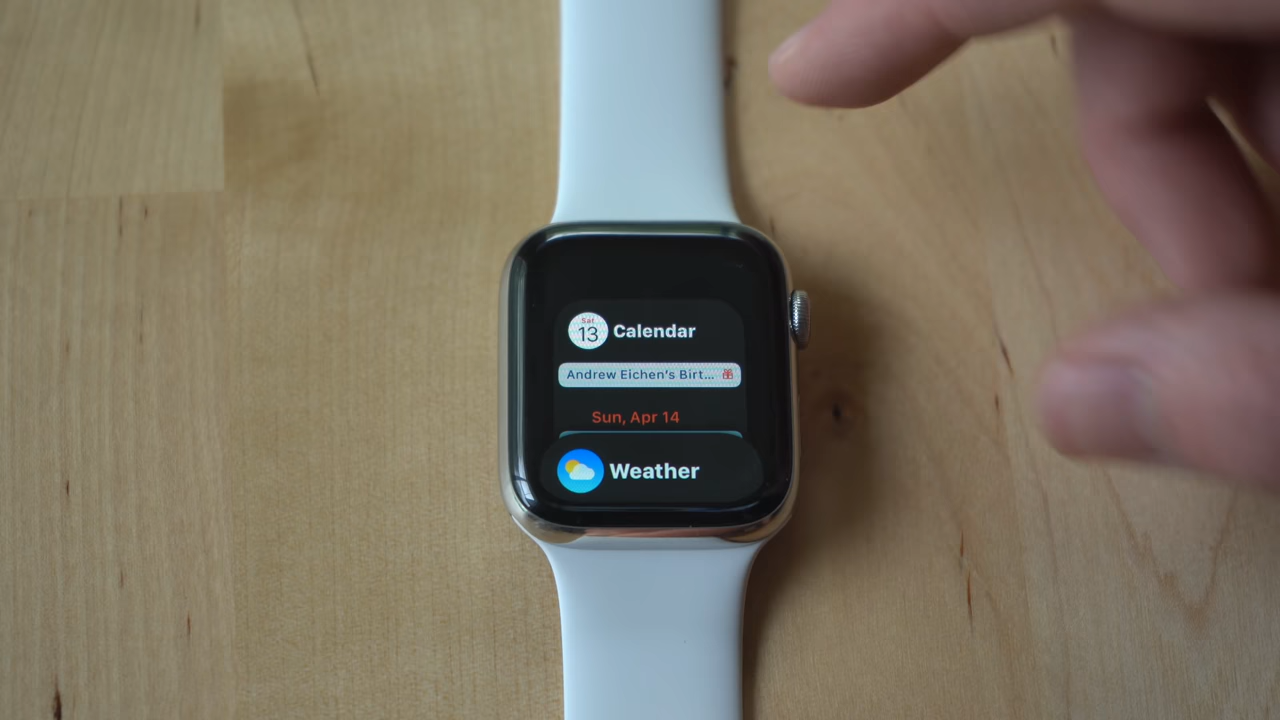 Sat
13
Calendar
Andrew Eichen's Birt...
Sun, Apr 14
Weather